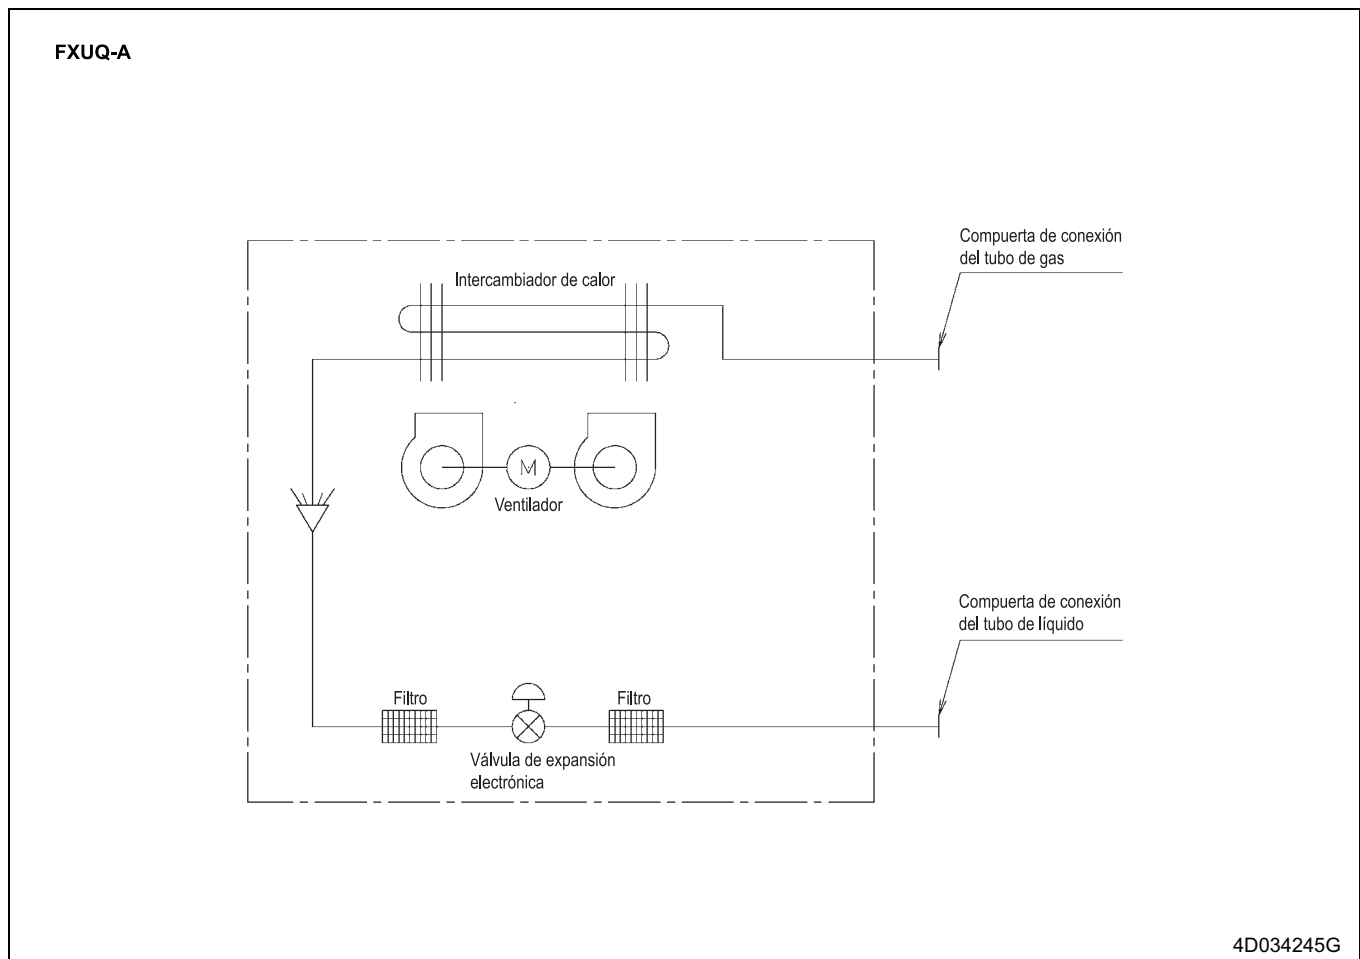 FXUQ-A
Compuerta de conexión
del tubo de gas
Intercambiador de calor
M
Ventilador
Compuerta de conexión
del tubo de líquido
Filtro
Filtro
Válvula de expansión
electrónica
4D034245G